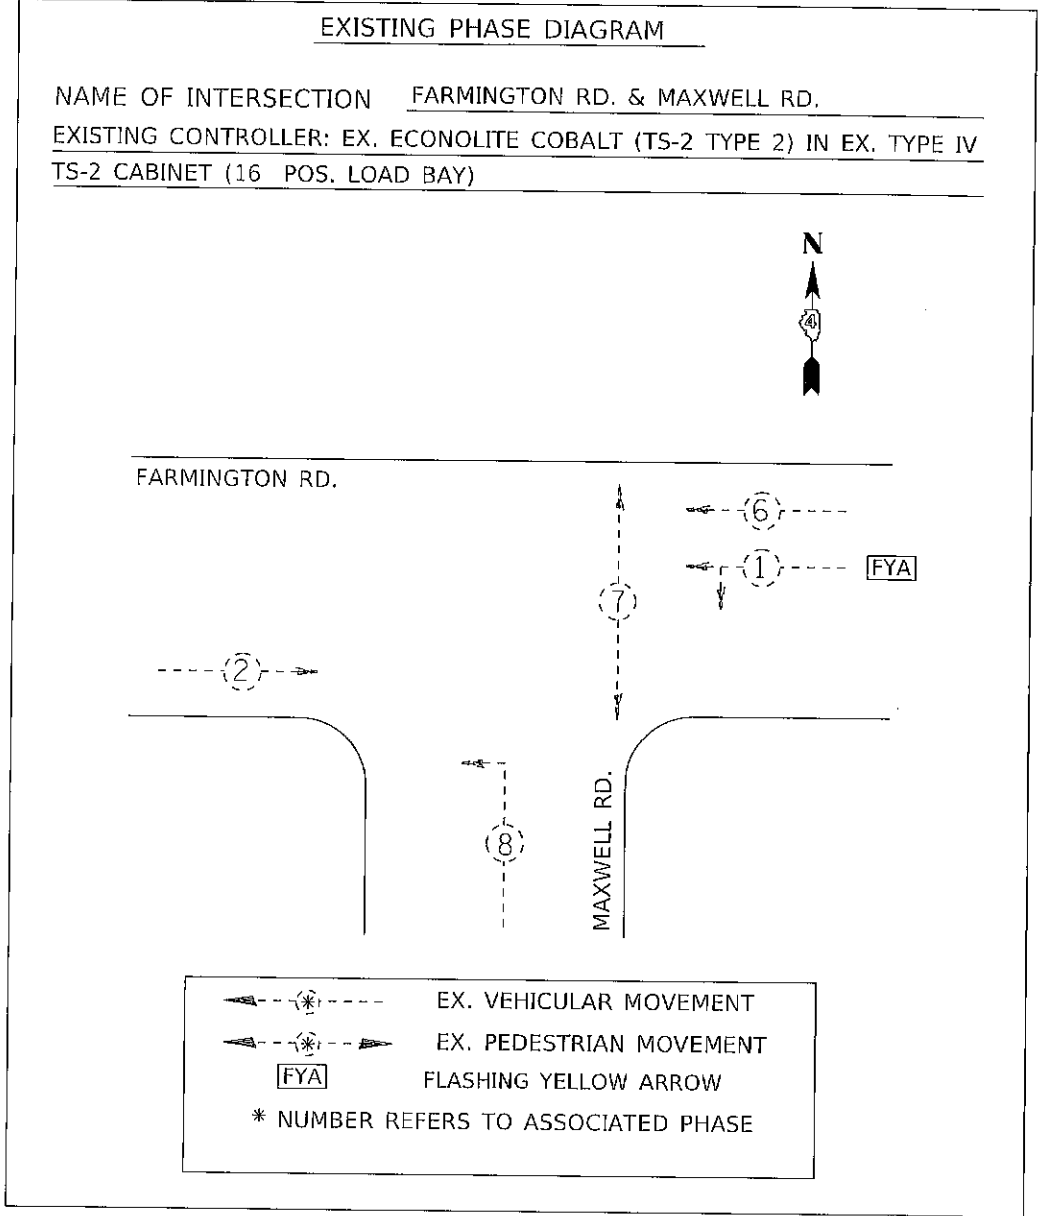 EXISTING PHASE DIAGRAM
NAME OF INTERSECTION FARMINGTON RD. & MAXWELL RD.
EXISTING CONTROLLER: EX. ECONOLITE COBALT (TS-2 TYPE 2) IN EX. TYPE IV
TS-2 CABINET (16 POS. LOAD BAY)
N
4
FARMINGTON RD.
6
1
FYA
7
2
8
MAXWELL RD.
* EX. VEHICULAR MOVEMENT
* EX. PEDESTRIAN MOVEMENT
FYA FLASHING YELLOW ARROW
* NUMBER REFERS TO ASSOCIATED PHASE